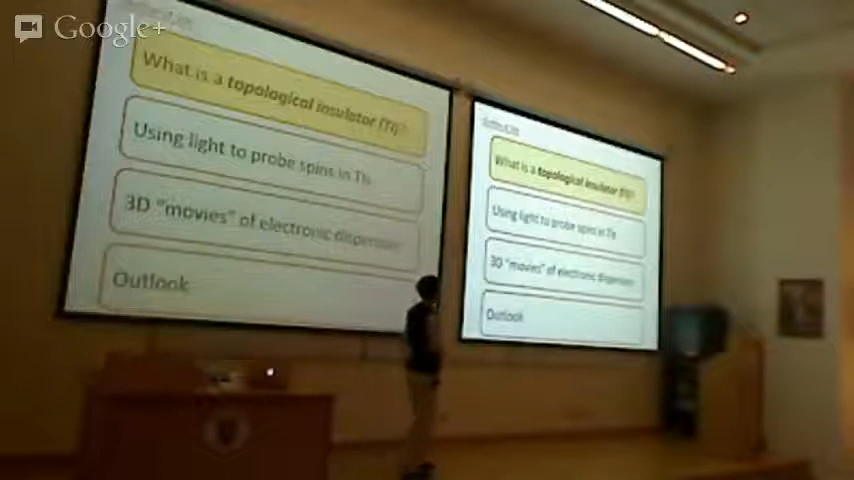 Google+
What is a topological insulator (TI)?
Using light to probe spins in TIs
3D "movies" of electronic dispersion
Outlook
What is a topological insulator (TI)?
Using light to probe spins in TIs
3D "movies" of electronic dispersion
Outlook